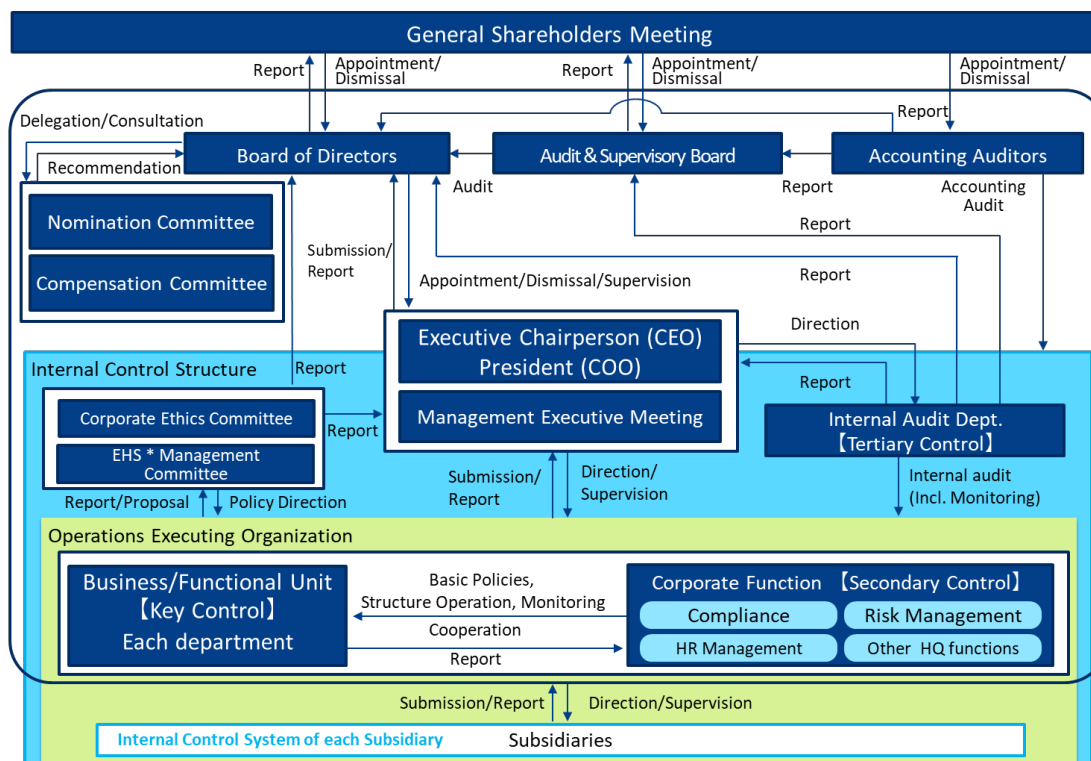 General Shareholders Meeting
Report
Appointment/
Dismissal
Report
Appointment/
Dismissal
Appointment/
Dismissal
Delegation/Consultation
Report
Board of Directors
Audit & Supervisory Board
Accounting Auditors
Recommendation
Audit
Report
Accounting
Audit
Nomination Committee
Compensation Committee
Submission/
Report
Report
Appointment/Dismissal/Supervision
Report
Executive Chairperson (CEO)
President (COO)
Direction
Internal Control Structure
Report
Report
Management Executive Meeting
Corporate Ethics Committee
Report
Internal Audit Dept.
【Tertiary Control】
EHS * Management
Committee
Report/Proposal
Policy Direction
Submission/
Report
Direction/
Supervision
Internal audit
(Incl. Monitoring)
Operations Executing Organization
Business/Functional Unit
【Key Control】
Each department
Basic Policies,
Structure Operation, Monitoring
Cooperation
Report
Corporate Function 【Secondary Control】
Compliance
Risk Management
HR Management
Other HQ functions
Submission/Report
Direction/Supervision
Internal Control System of each Subsidiary
Subsidiaries